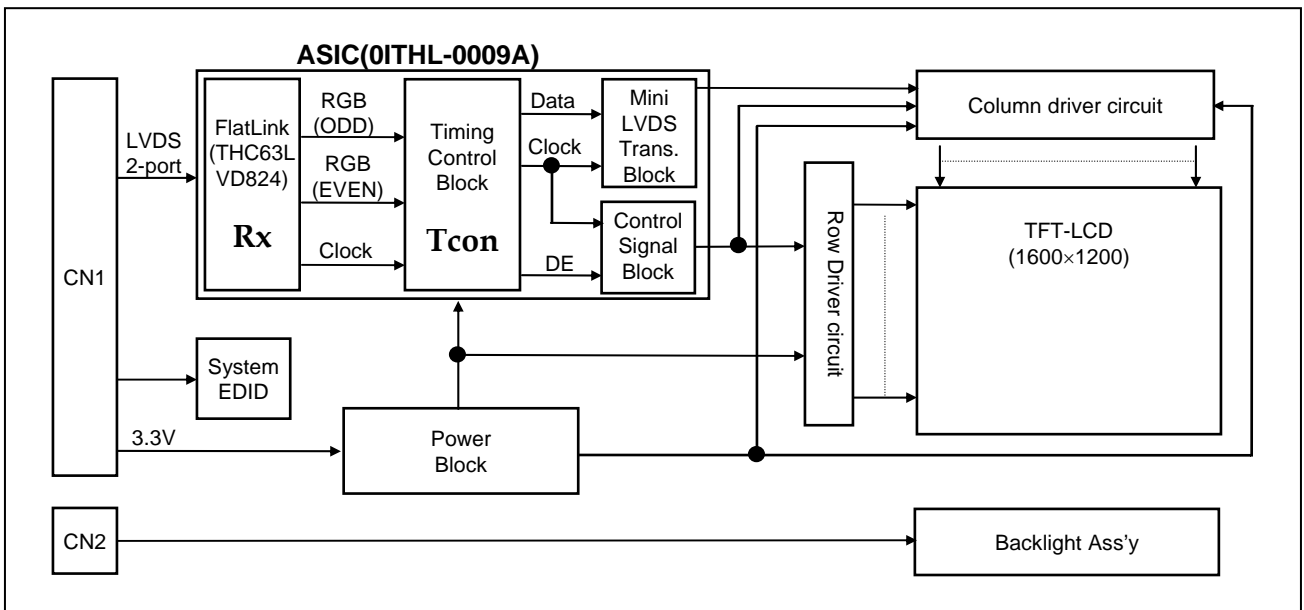 ASIC(0ITHL-0009A)
CN1
LVDS
2-port
FlatLink
(THC63L
VD824)
Rx
RGB
(ODD)
RGB
(EVEN)
Clock
Timing
Control
Block
Tcon
Data
Clock
DE
Mini
LVDS
Trans.
Block
Control
Signal
Block
Column driver circuit
Row Driver circuit
TFT-LCD
(1600×1200)
System
EDID
3.3V
Power
Block
CN2
Backlight Ass'y